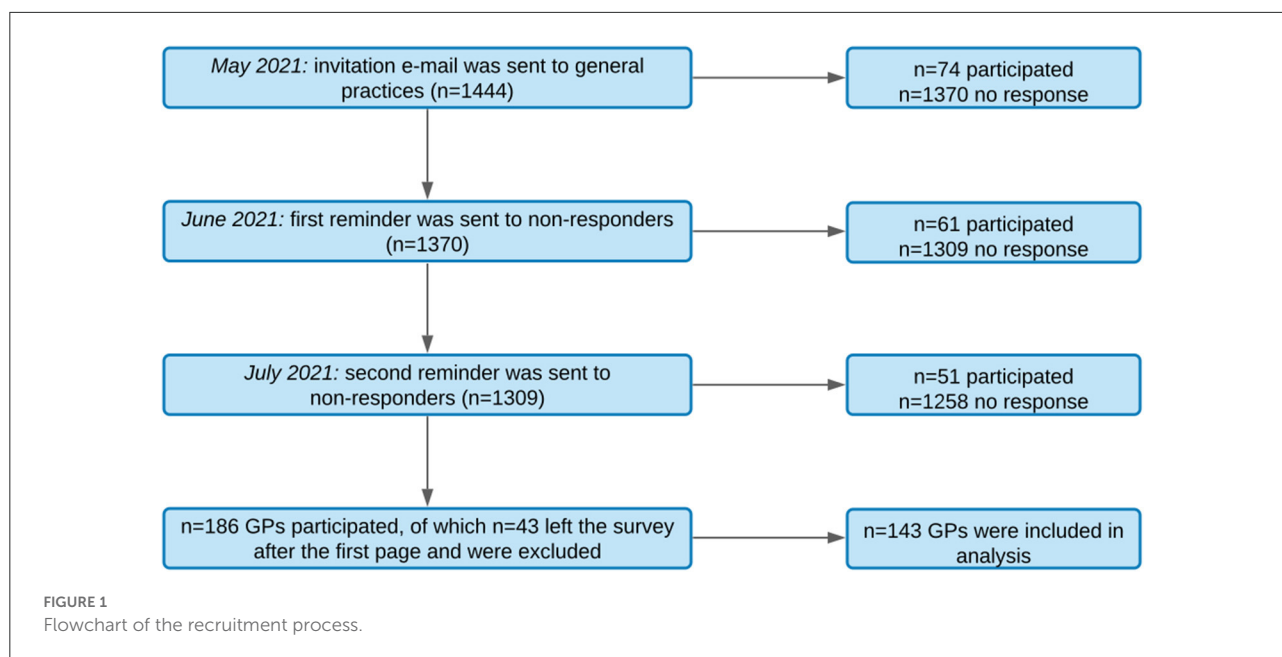 May 2021: invitation e-mail was sent to general
practices (n=1444)
n=74 participated
n=1370 no response
June 2021: first reminder was sent to non-responders
(n=1370)
n=61 participated
n=1309 no response
July 2021: second reminder was sent to
non-responders (n=1309)
n=51 participated
n=1258 no response
n=186 GPs participated, of which n=43 left the survey
after the first page and were excluded
n=143 GPs were included in
analysis
FIGURE 1
Flowchart of the recruitment process.